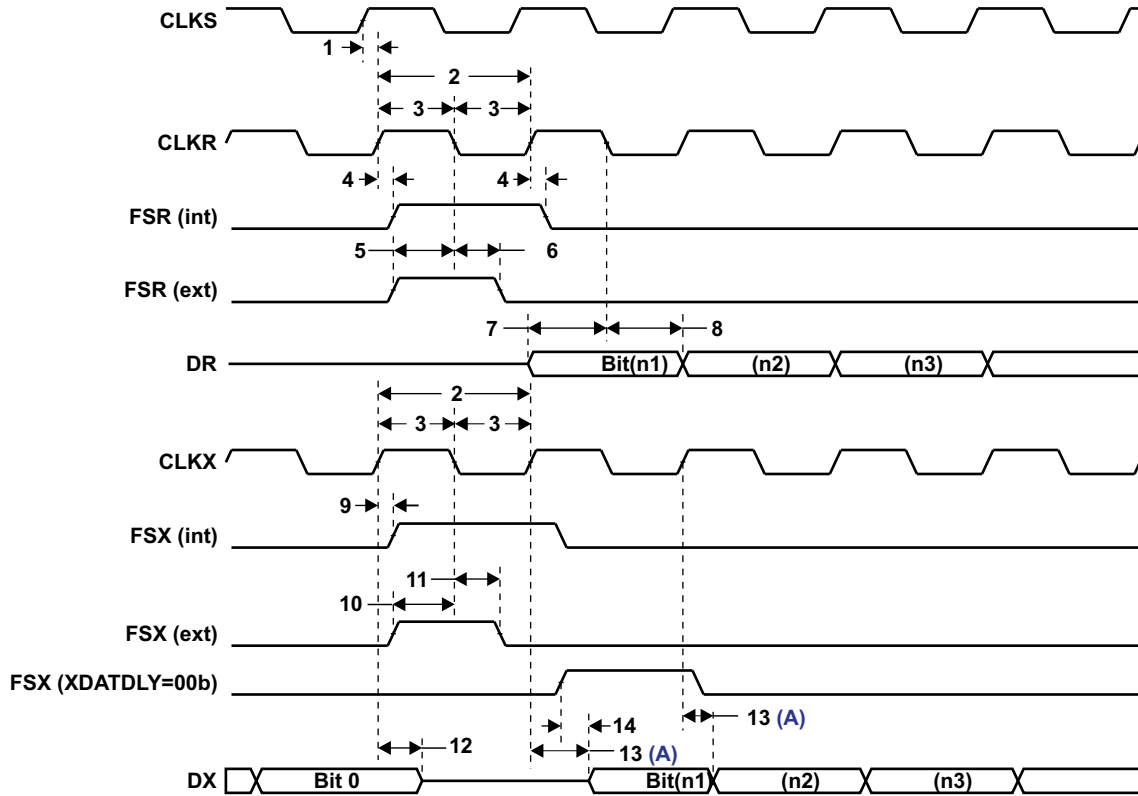 CLKS
1
2
3 3
CLKR
4 4
FSR (int)
5 6
FSR (ext)
7 8
DR Bit(n1) (n2) (n3)
2
3 3
CLKX
9
FSX (int)
11
10
FSX (ext)
FSX (XDATDLY=00b)
14 13 (A)
12 13 (A)
DX Bit 0 Bit(n1) (n2) (n3)